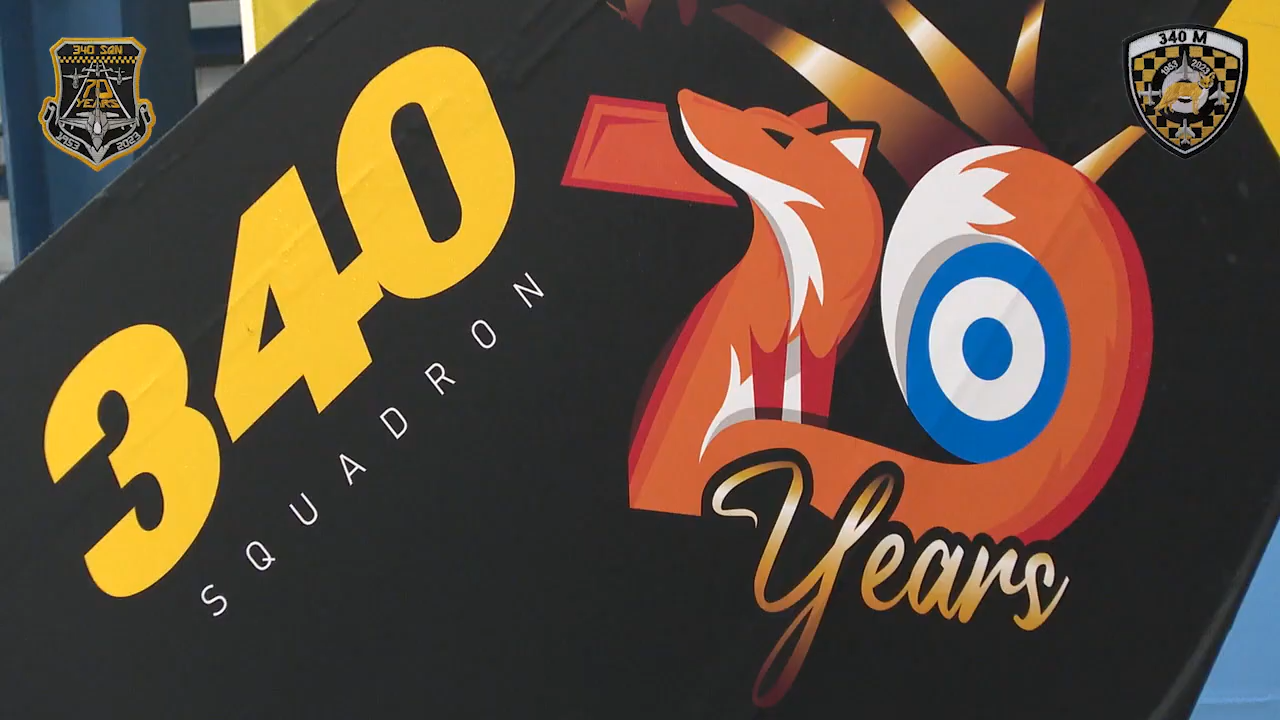 340 SQN
70
YEARS
1953 2023
340 M
1953 2023
340
SQUADRON
70
Years